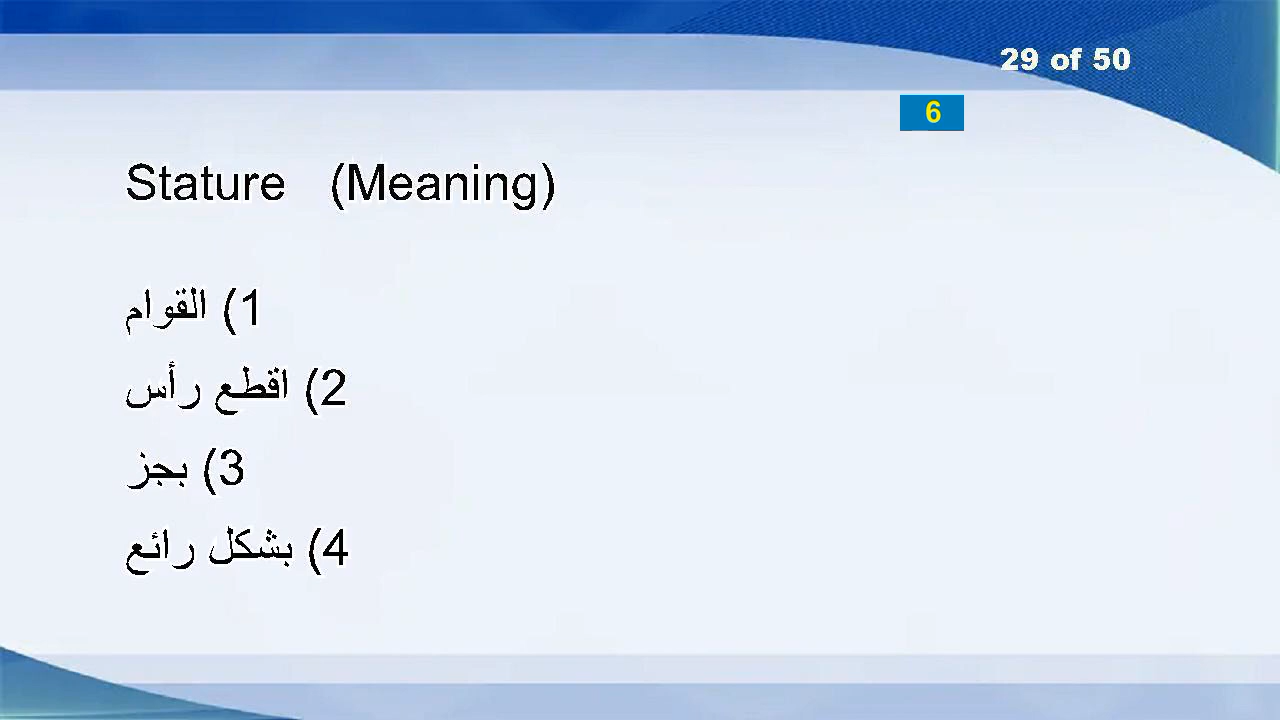 29 of 50
6
Stature (Meaning)
1) القوام
2) اقطع رأس
3) بجز
4) بشكل رائع